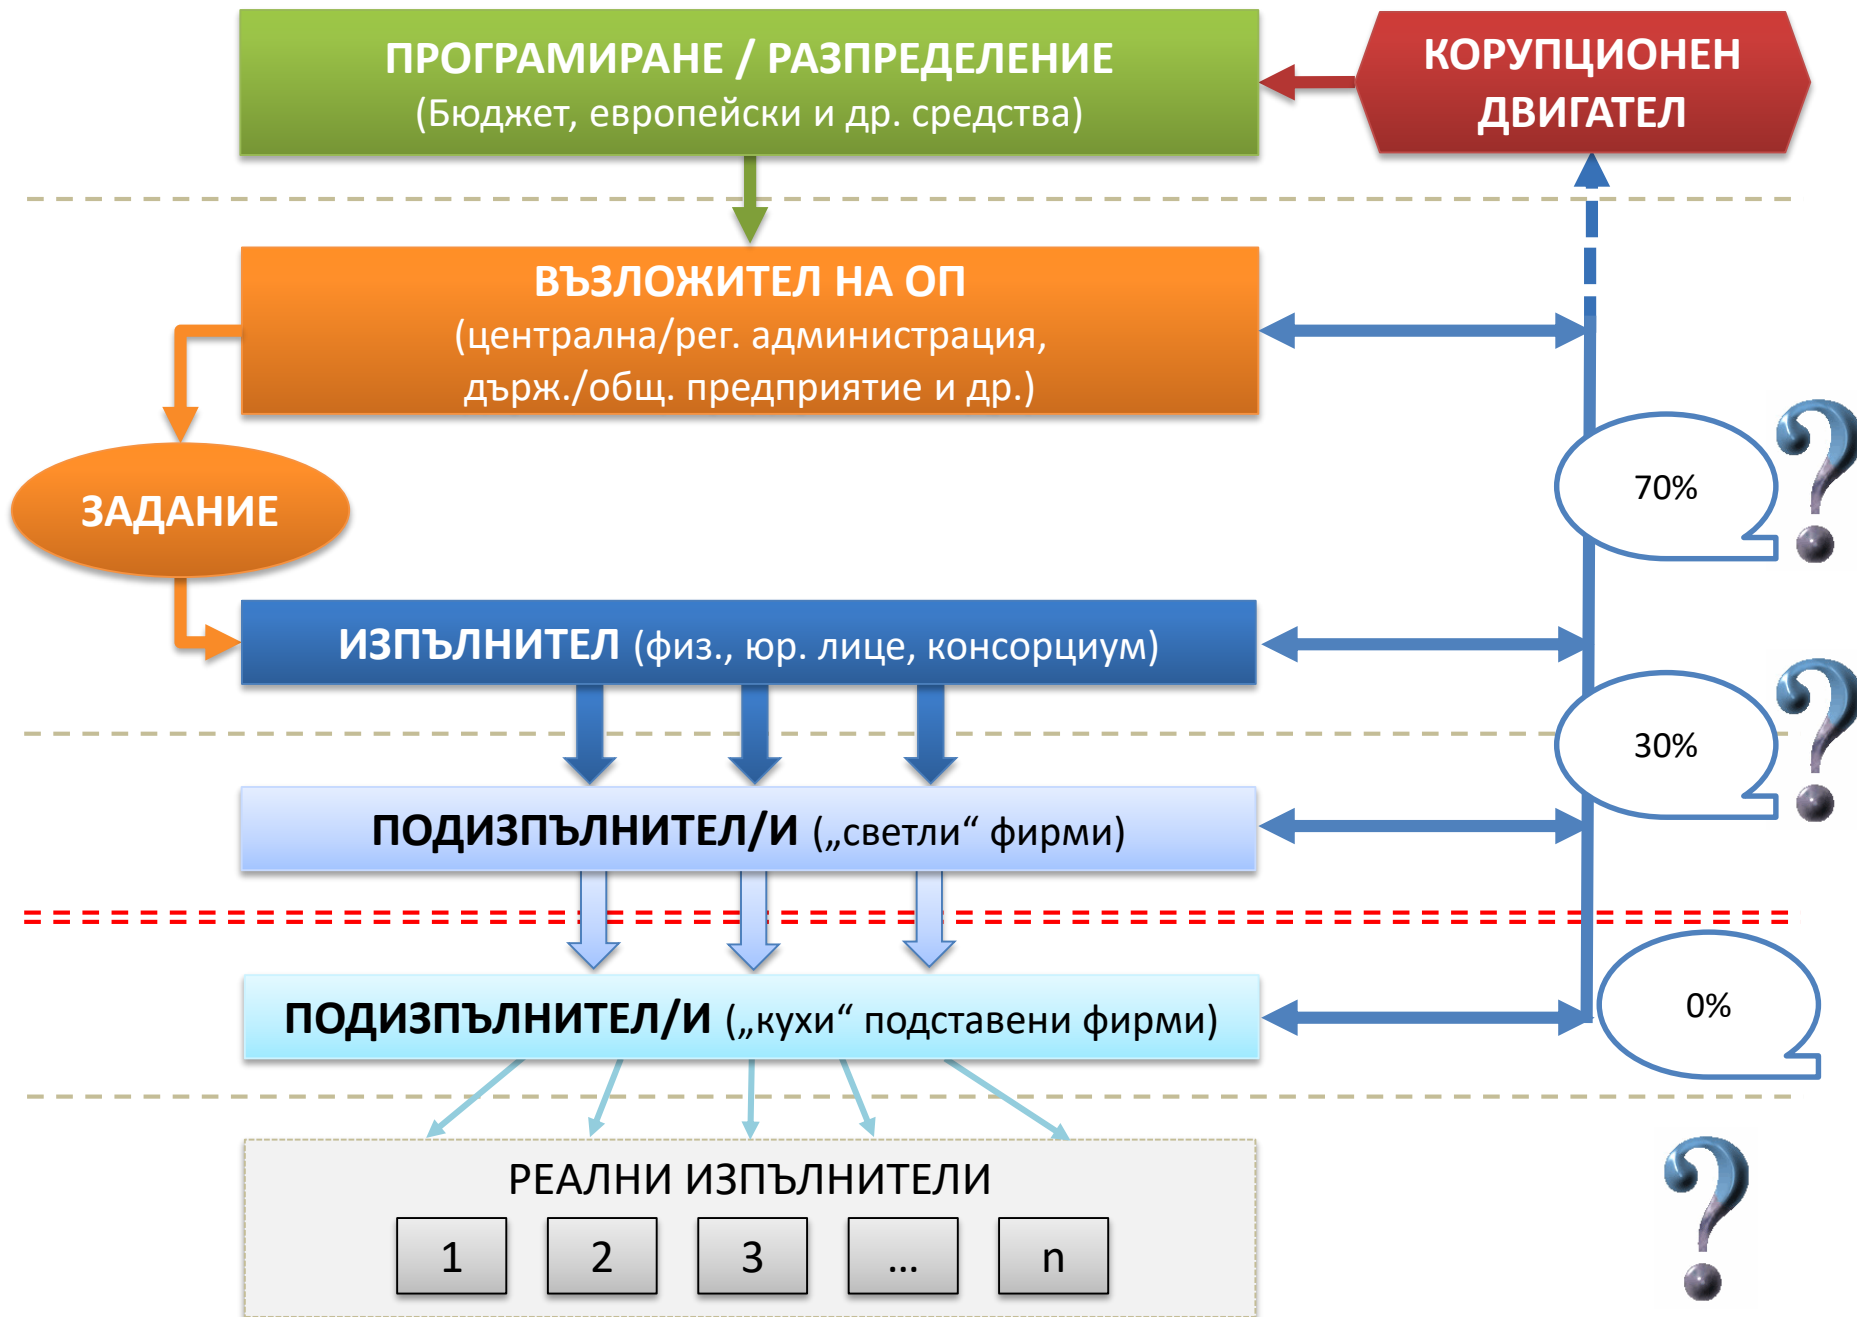 ПРОГРАМИРАНЕ / РАЗПРЕДЕЛЕНИЕ
(Бюджет, европейски и др. средства)
КОРУПЦИОНЕН
ДВИГАТЕЛ
ВЪЗЛОЖИТЕЛ НА ОП
(централна/рег. администрация,
държ./общ. предприятие и др.)
ЗАДАНИЕ
70%
ИЗПЪЛНИТЕЛ (физ., юр. лице, консорциум)
30%
ПОДИЗПЪЛНИТЕЛ/И („светли“ фирми)
ПОДИЗПЪЛНИТЕЛ/И („кухи“ подставени фирми)
0%
РЕАЛНИ ИЗПЪЛНИТЕЛИ
1 2 3 ... n